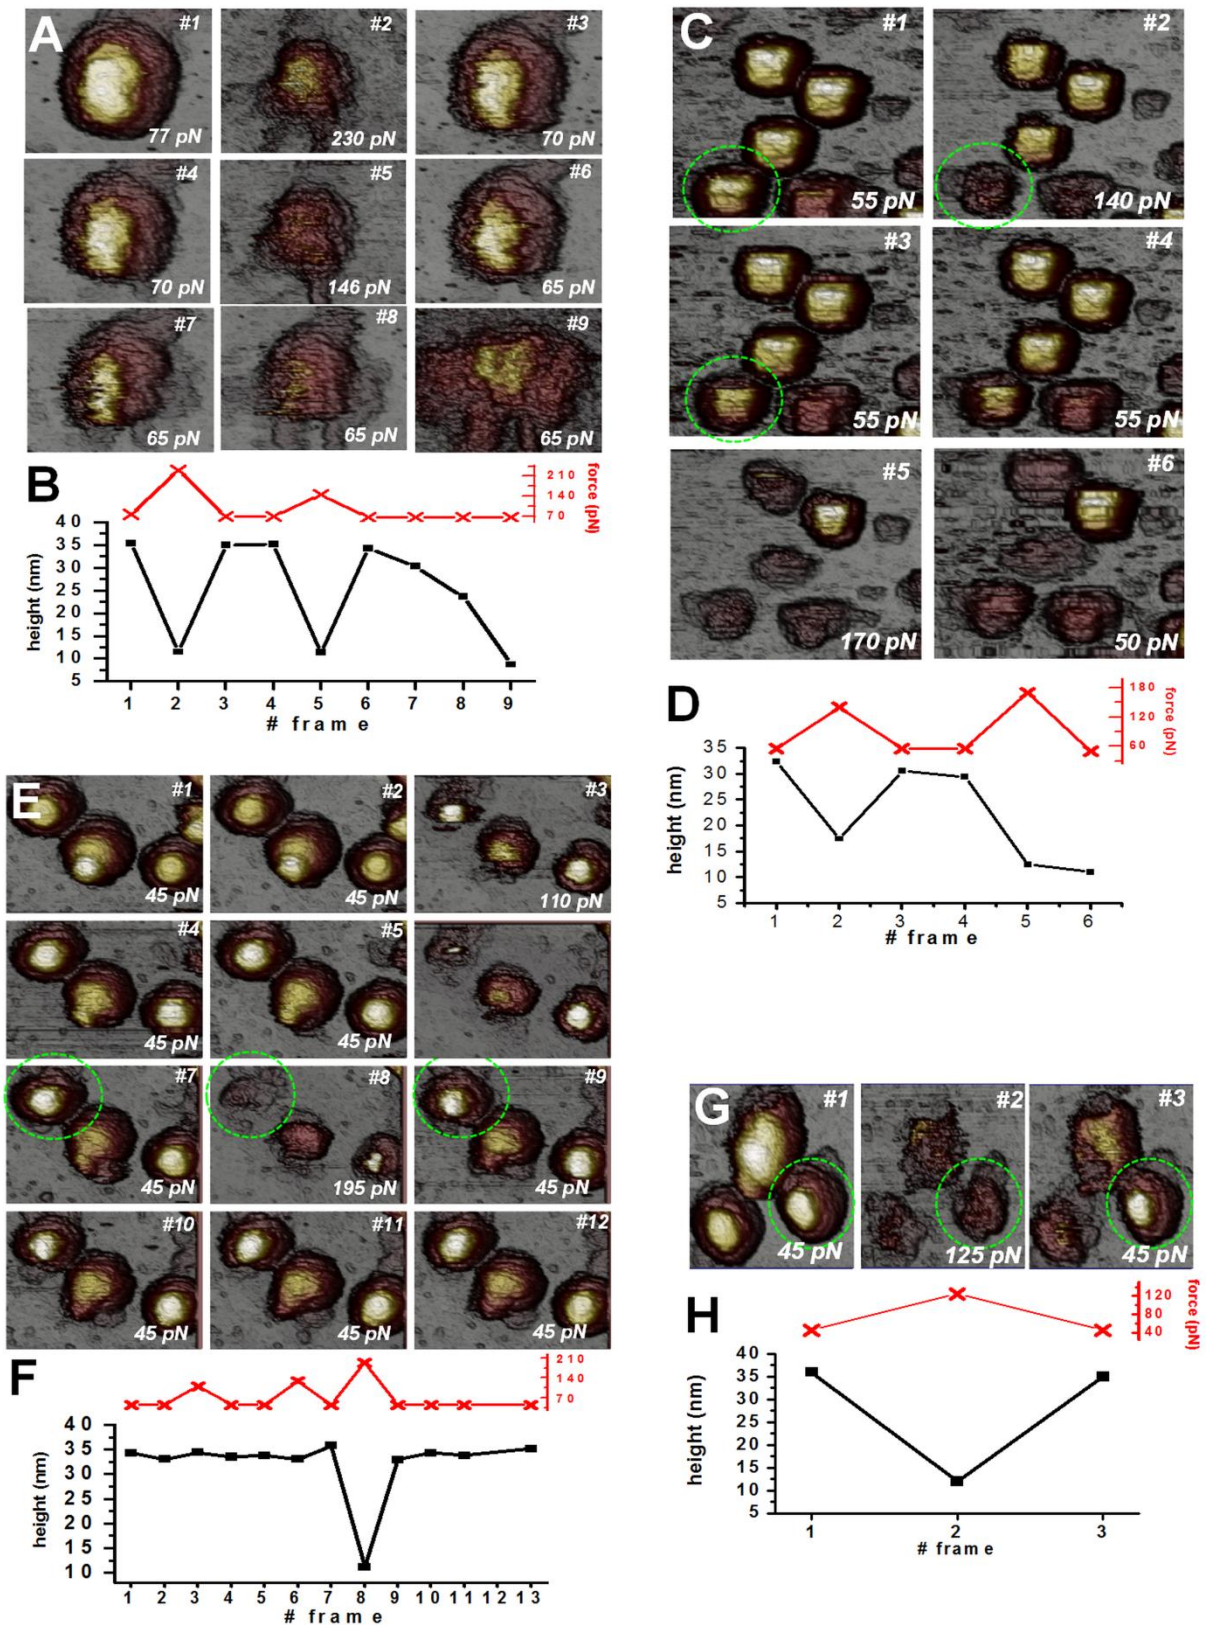 A
#1
#2
#3
77 pN
230 pN
70 pN
#4
#5
#6
70 pN
146 pN
65 pN
#7
#8
#9
65 pN
65 pN
65 pN
B
210
140
70
force (pN)
40
35
30
25
20
15
10
5
height (nm)
1 2 3 4 5 6 7 8 9
# frame
C
#1
#2
55 pN
140 pN
#3
#4
55 pN
55 pN
#5
#6
170 pN
50 pN
D
180
120
60
force (pN)
35
30
25
20
15
10
5
height (nm)
1 2 3 4 5 6
# frame
E
#1
#2
#3
45 pN
45 pN
110 pN
#4
#5
45 pN
45 pN
#7
#8
#9
45 pN
195 pN
45 pN
#10
#11
#12
45 pN
45 pN
45 pN
F
210
140
70
force (pN)
40
35
30
25
20
15
10
height (nm)
1 2 3 4 5 6 7 8 9 10 11 12 13
# frame
G
#1
#2
#3
45 pN
125 pN
45 pN
H
120
80
40
force (pN)
40
35
30
25
20
15
10
5
height (nm)
1 2 3
# frame